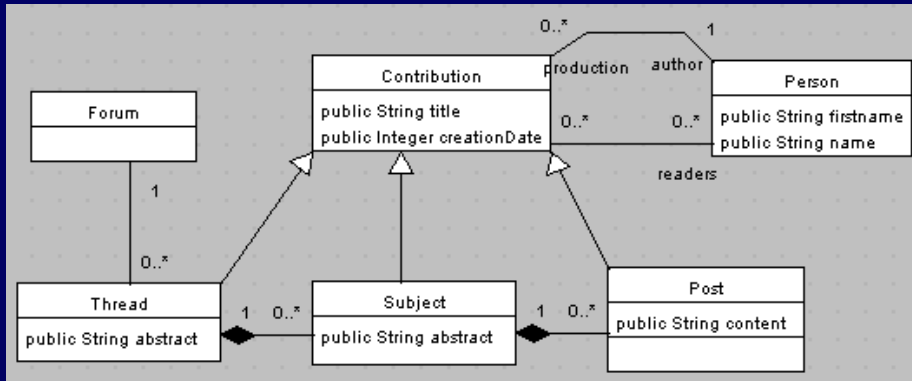 0..*
1
Contribution
production
author
Person
public String title
public Integer creationDate
0..*
0..*
public String firstname
public String name
readers
Forum
1
0..*
Thread
public String abstract
1
0..*
Subject
public String abstract
1
0..*
Post
public String content